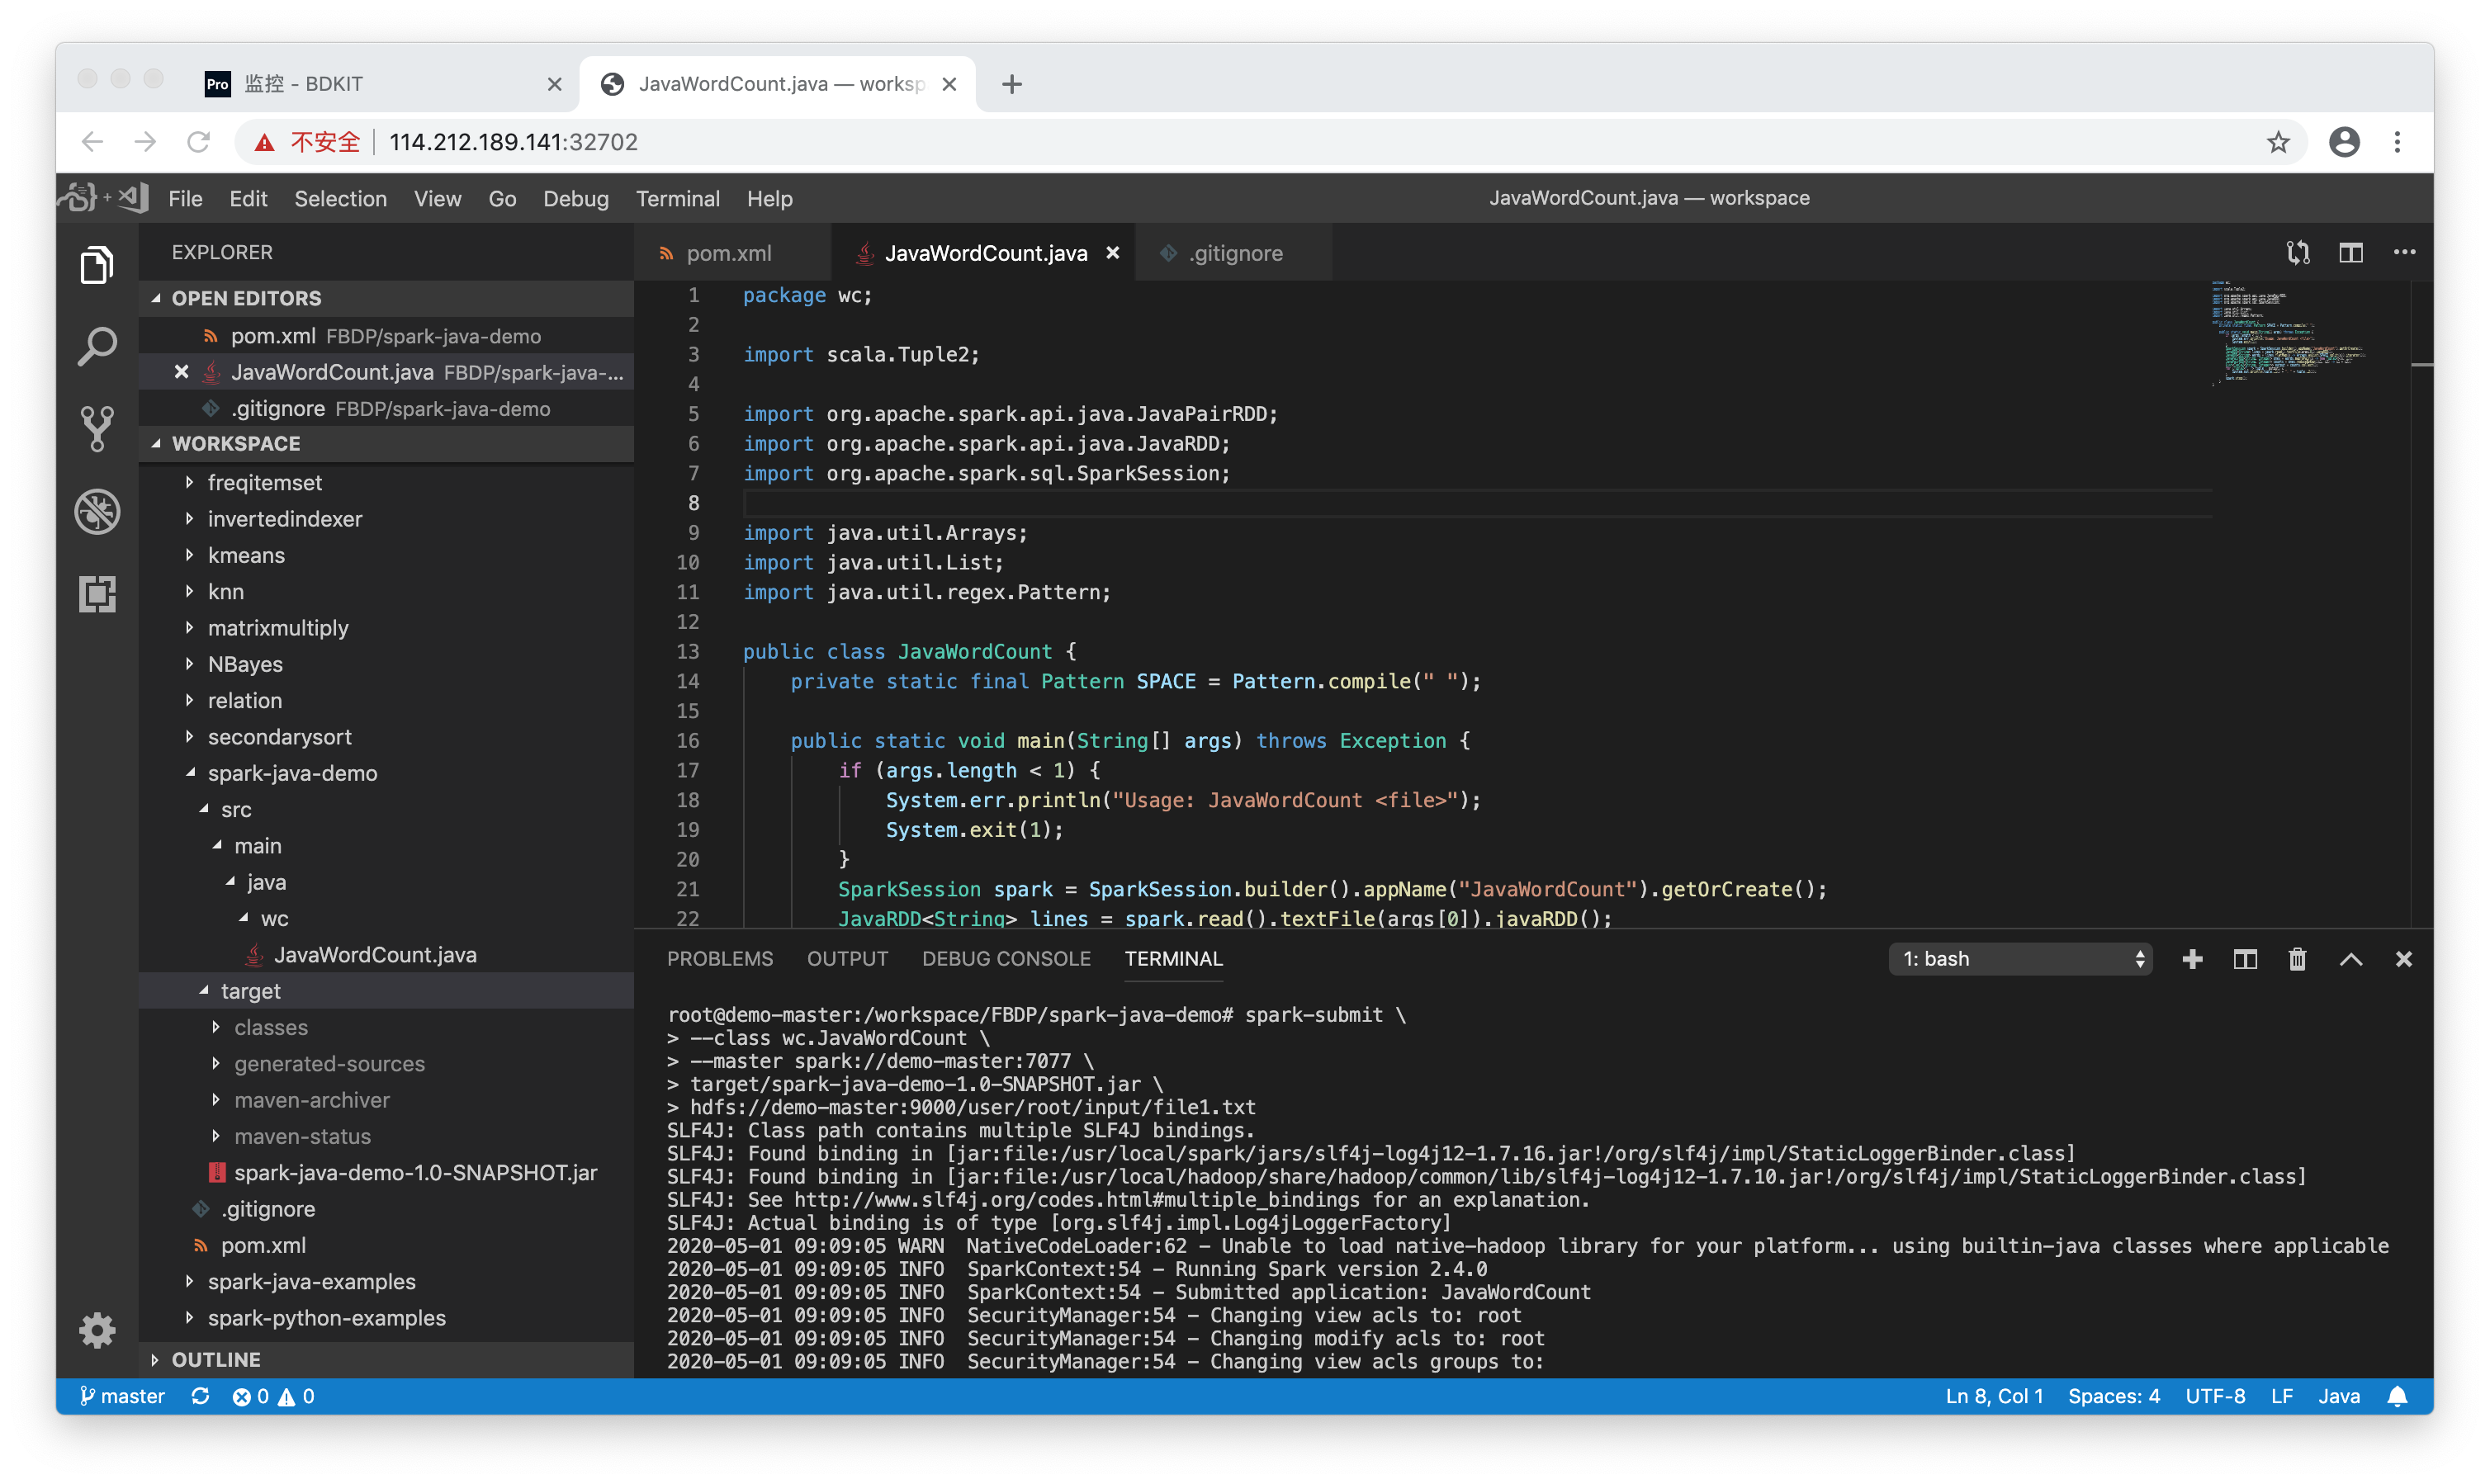 Pro 监控 - BDKIT
JavaWordCount.java — worksp
不安全 114.212.189.141:32702
File Edit Selection View Go Debug Terminal Help
JavaWordCount.java — workspace
EXPLORER
OPEN EDITORS
pom.xml FBDP/spark-java-demo
JavaWordCount.java FBDP/spark-java-...
.gitignore FBDP/spark-java-demo
WORKSPACE
freqitemset
invertedindexer
kmeans
knn
matrixmultiply
NBayes
relation
secondarysort
spark-java-demo
src
main
java
wc
JavaWordCount.java
target
classes
generated-sources
maven-archiver
maven-status
spark-java-demo-1.0-SNAPSHOT.jar
.gitignore
pom.xml
spark-java-examples
spark-python-examples
OUTLINE
pom.xml JavaWordCount.java .gitignore
1 package wc;
2
3 import scala.Tuple2;
4
5 import org.apache.spark.api.java.JavaPairRDD;
6 import org.apache.spark.api.java.JavaRDD;
7 import org.apache.spark.sql.SparkSession;
8
9 import java.util.Arrays;
10 import java.util.List;
11 import java.util.regex.Pattern;
12
13 public class JavaWordCount {
14 private static final Pattern SPACE = Pattern.compile(" ");
15
16 public static void main(String[] args) throws Exception {
17 if (args.length < 1) {
18 System.err.println("Usage: JavaWordCount <file>");
19 System.exit(1);
20 }
21 SparkSession spark = SparkSession.builder().appName("JavaWordCount").getOrCreate();
22 JavaRDD<String> lines = spark.read().textFile(args[0]).javaRDD();
PROBLEMS OUTPUT DEBUG CONSOLE TERMINAL
1: bash
root@demo-master:/workspace/FBDP/spark-java-demo# spark-submit \
> --class wc.JavaWordCount \
> --master spark://demo-master:7077 \
> target/spark-java-demo-1.0-SNAPSHOT.jar \
> hdfs://demo-master:9000/user/root/input/file1.txt
SLF4J: Class path contains multiple SLF4J bindings.
SLF4J: Found binding in [jar:file:/usr/local/spark/jars/slf4j-log4j12-1.7.16.jar!/org/slf4j/impl/StaticLoggerBinder.class]
SLF4J: Found binding in [jar:file:/usr/local/hadoop/share/hadoop/common/lib/slf4j-log4j12-1.7.10.jar!/org/slf4j/impl/StaticLoggerBinder.class]
SLF4J: See http://www.slf4j.org/codes.html#multiple_bindings for an explanation.
SLF4J: Actual binding is of type [org.slf4j.impl.Log4jLoggerFactory]
2020-05-01 09:09:05 WARN  NativeCodeLoader:62 - Unable to load native-hadoop library for your platform... using builtin-java classes where applicable
2020-05-01 09:09:05 INFO  SparkContext:54 - Running Spark version 2.4.0
2020-05-01 09:09:05 INFO  SparkContext:54 - Submitted application: JavaWordCount
2020-05-01 09:09:05 INFO  SecurityManager:54 - Changing view acls to: root
2020-05-01 09:09:05 INFO  SecurityManager:54 - Changing modify acls to: root
2020-05-01 09:09:05 INFO  SecurityManager:54 - Changing view acls groups to:
master 0 0
Ln 8, Col 1 Spaces: 4 UTF-8 LF Java